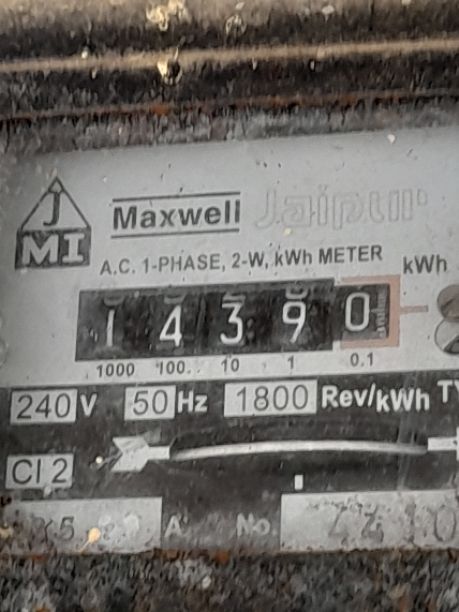 J
MI
Maxwell Jaipur
A.C. 1-PHASE, 2-W, kWh METER
kWh
1 4 3 9 0
1000 100 10 1 0.1
240 V 50 Hz 1800 Rev/kWh
Cl 2
A No